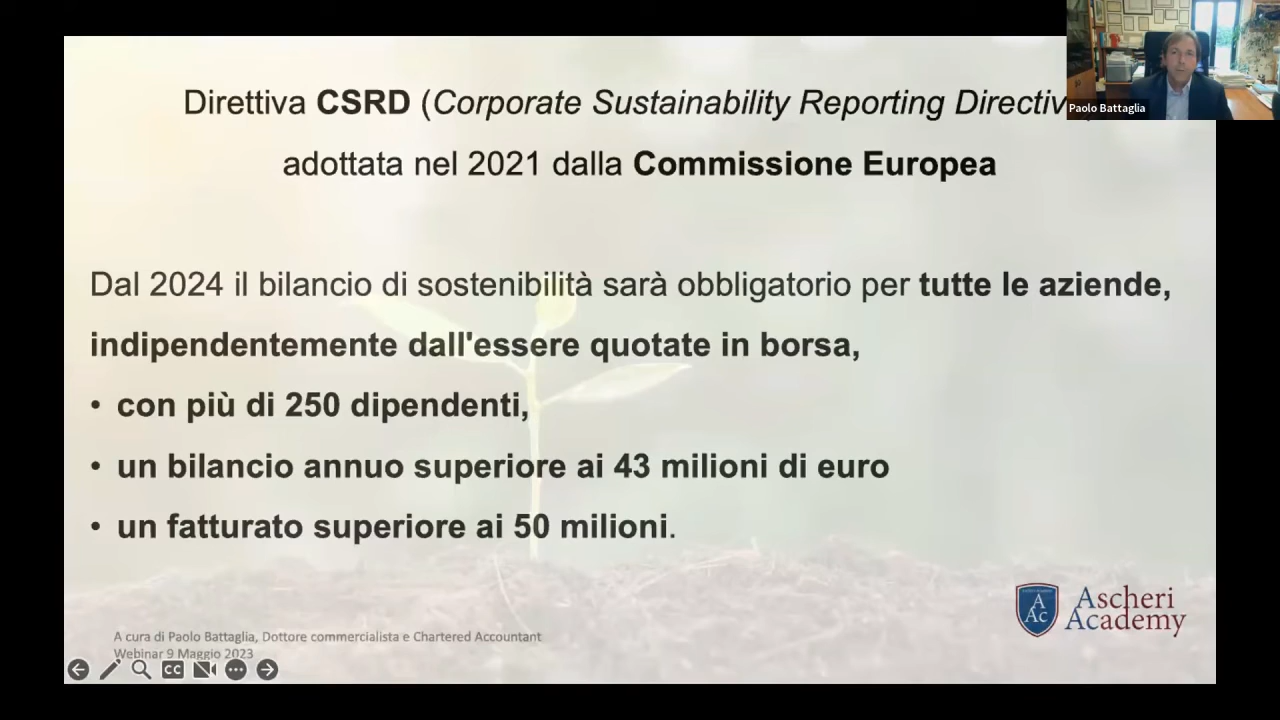 Direttiva CSRD (Corporate Sustainability Reporting Directiv
adottata nel 2021 dalla Commissione Europea
Paolo Battaglia
Dal 2024 il bilancio di sostenibilità sarà obbligatorio per tutte le aziende,
indipendentemente dall'essere quotate in borsa,
• con più di 250 dipendenti,
• un bilancio annuo superiore ai 43 milioni di euro
• un fatturato superiore ai 50 milioni.
A
Ac
Ascheri
Academy
A cura di Paolo Battaglia, Dottore commercialista e Chartered Accountant
Webinar 9 Maggio 2023
CC